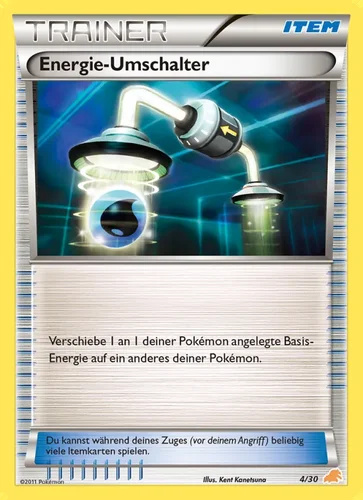 TRAINER ITEM
Energie-Umschalter
Verschiebe 1 an 1 deiner Pokémon angelegte Basis-
Energie auf ein anderes deiner Pokémon.
Du kannst während deines Zuges (vor deinem Angriff) beliebig
viele Itemkarten spielen.
©2011 Pokémon Illus. Kent Kanetsuna 4/30